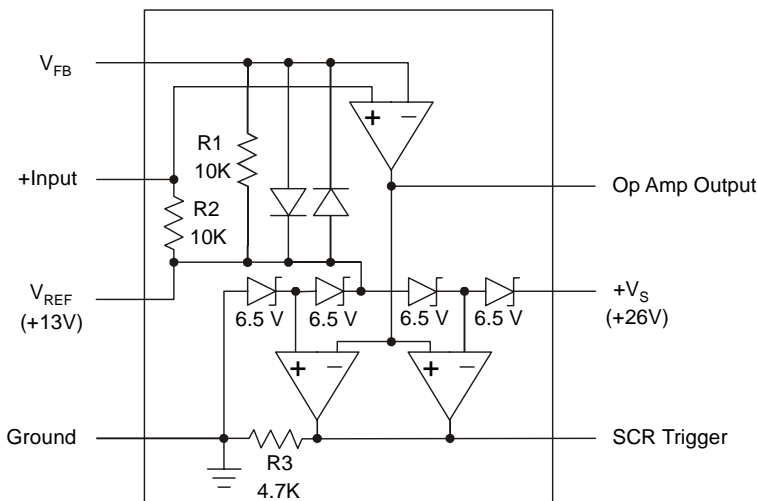 V_FB
R1
10K
+Input
R2
10K
Op Amp Output
V_REF
(+13V)
6.5 V
6.5 V
6.5 V
6.5 V
+V_S
(+26V)
+
−
+
−
+
−
Ground
R3
4.7K
SCR Trigger